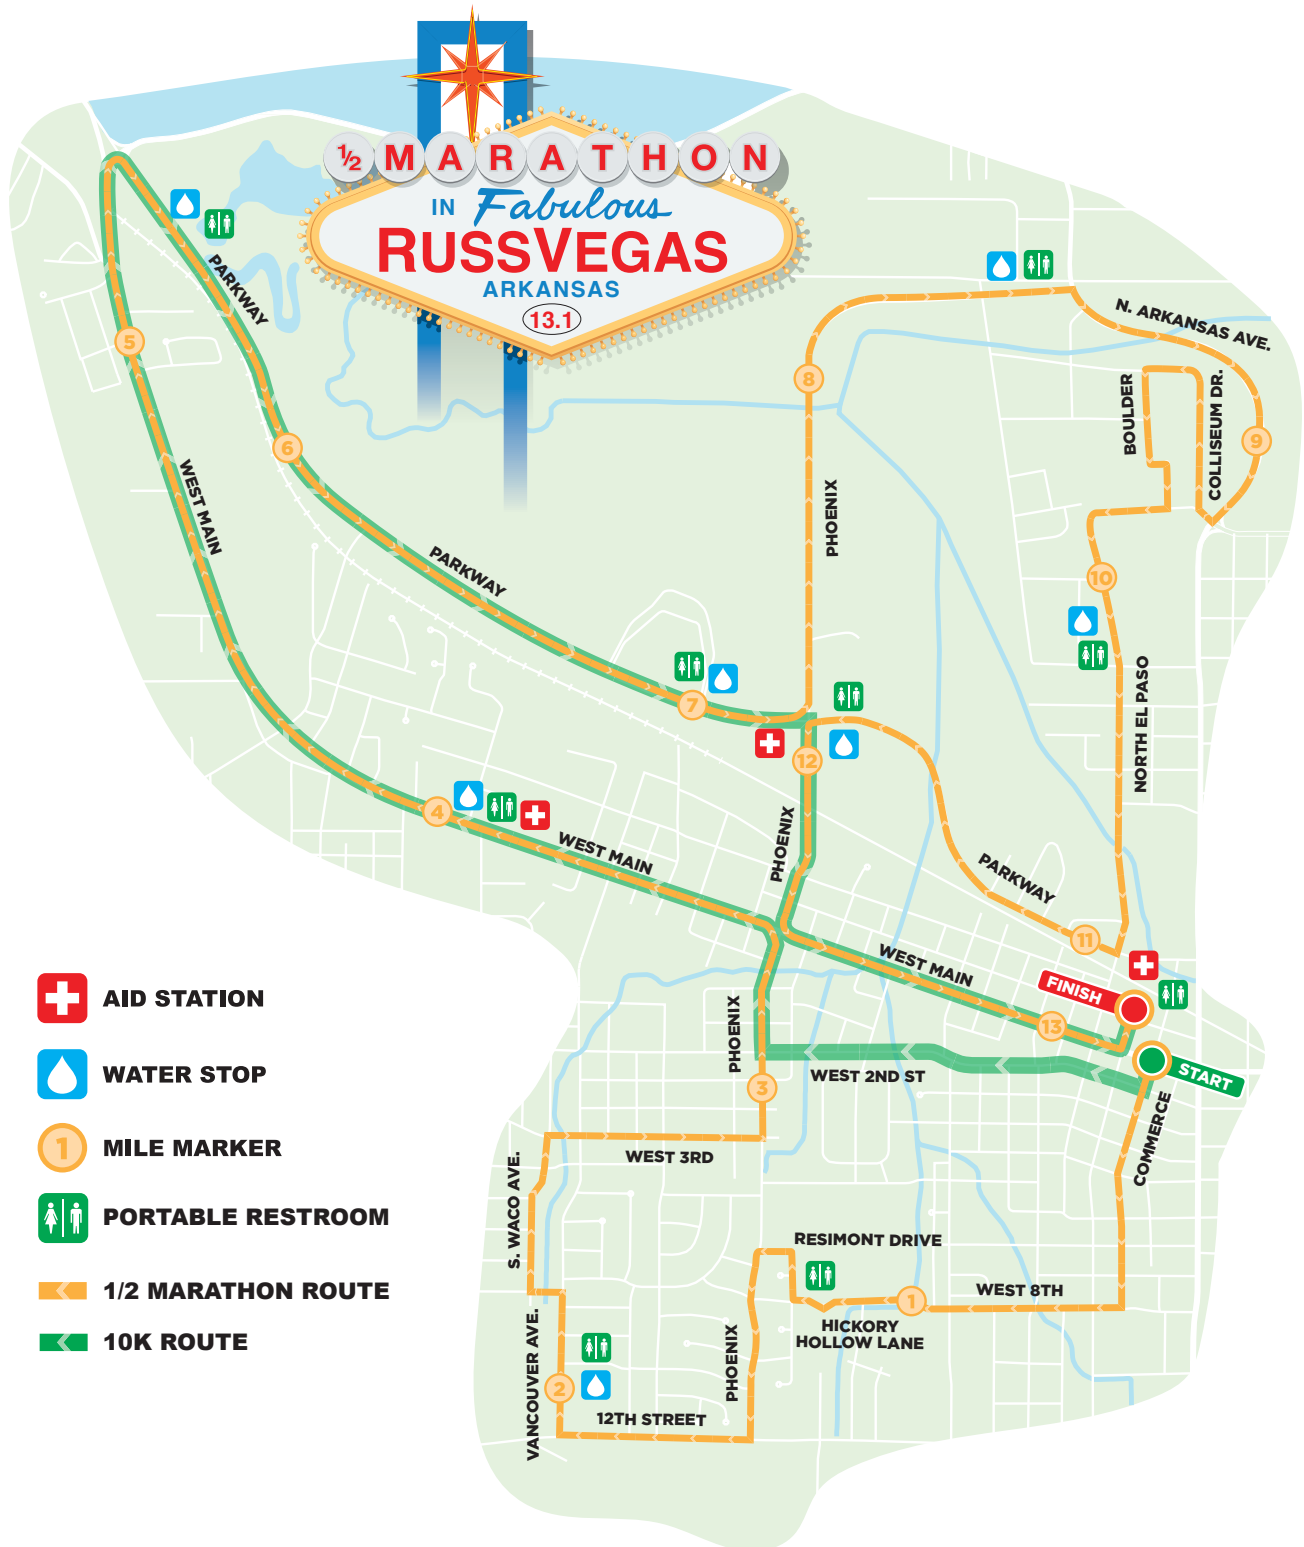 ½ MARATHON
IN Fabulous
RUSSVEGAS
ARKANSAS
13.1
PARKWAY
5
6
WEST MAIN
PARKWAY
7
4
WEST MAIN
8
PHOENIX
N. ARKANSAS AVE.
BOULDER
COLLISEUM DR.
9
10
NORTH EL PASO
12
PHOENIX
PARKWAY
11
WEST MAIN
FINISH
13
START
PHOENIX
WEST 2ND ST
3
COMMERCE
WEST 3RD
S. WACO AVE.
RESIMONT DRIVE
WEST 8TH
1
HICKORY
HOLLOW LANE
PHOENIX
VANCOUVER AVE.
2
12TH STREET
AID STATION
WATER STOP
1
MILE MARKER
PORTABLE RESTROOM
1/2 MARATHON ROUTE
10K ROUTE